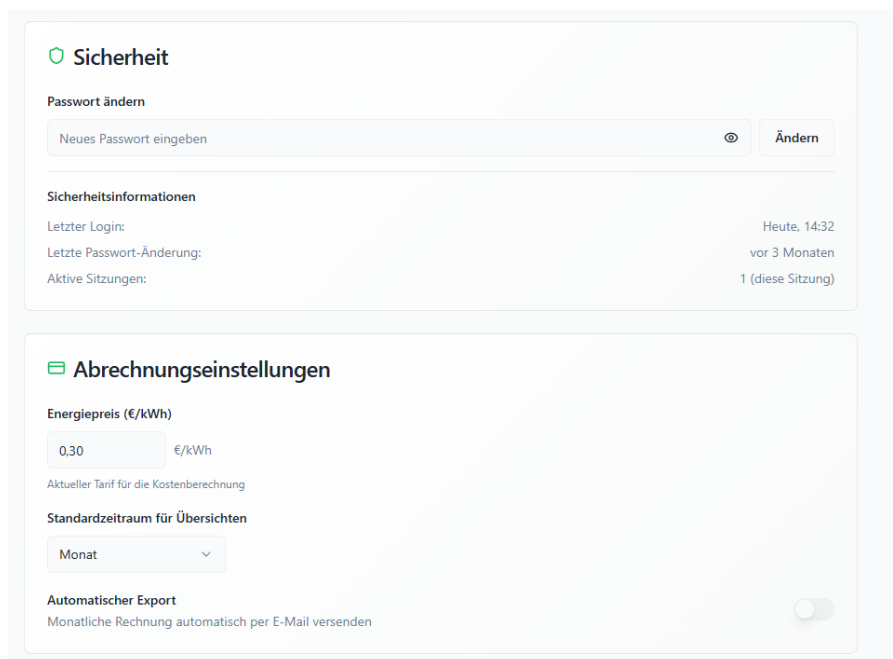 Sicherheit
Passwort ändern
Neues Passwort eingeben
Ändern
Sicherheitsinformationen
Letzter Login: Heute, 14:32
Letzte Passwort-Änderung: vor 3 Monaten
Aktive Sitzungen: 1 (diese Sitzung)
Abrechnungseinstellungen
Energiepreis (€/kWh)
0,30 €/kWh
Aktueller Tarif für die Kostenberechnung
Standardzeitraum für Übersichten
Monat
Automatischer Export
Monatliche Rechnung automatisch per E-Mail versenden